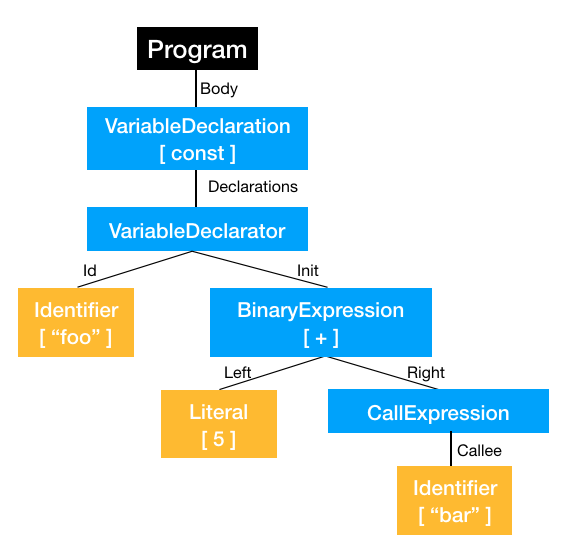 Program
Body
VariableDeclaration
[ const ]
Declarations
VariableDeclarator
Id
Init
Identifier
[ “foo” ]
BinaryExpression
[ + ]
Left
Right
Literal
[ 5 ]
CallExpression
Callee
Identifier
[ “bar” ]